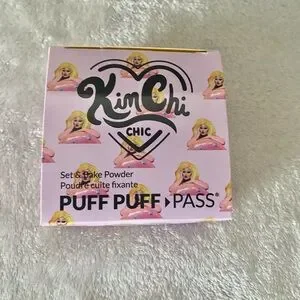 KimChi
CHIC
Set & Bake Powder
Poudre cuite fixante
PUFF PUFF ▸PASS®